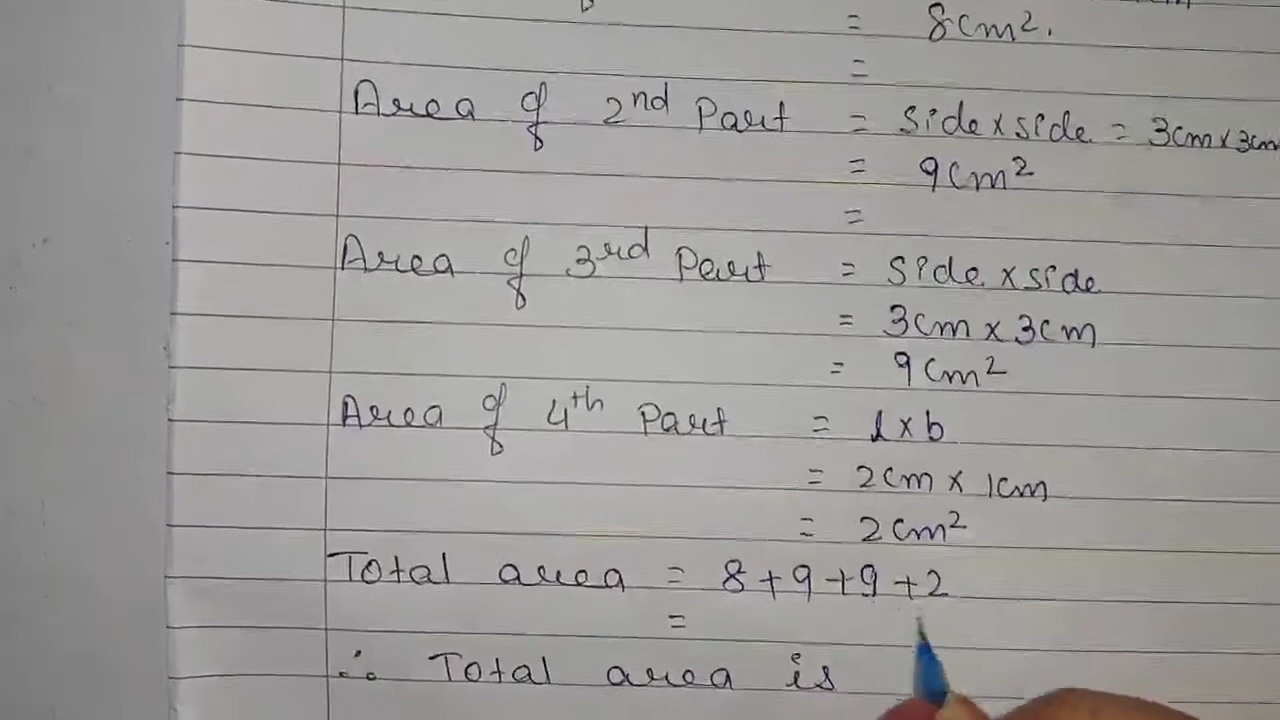 = 8cm².
=
Area of 2nd Part = side x side = 3cm x 3cm
= 9cm²
=
Area of 3rd Part = side x side
= 3cm x 3cm
= 9cm²
Area of 4th Part = l x b
= 2cm x 1cm
= 2cm²
Total area = 8+9+9+2
=
∴ Total area is